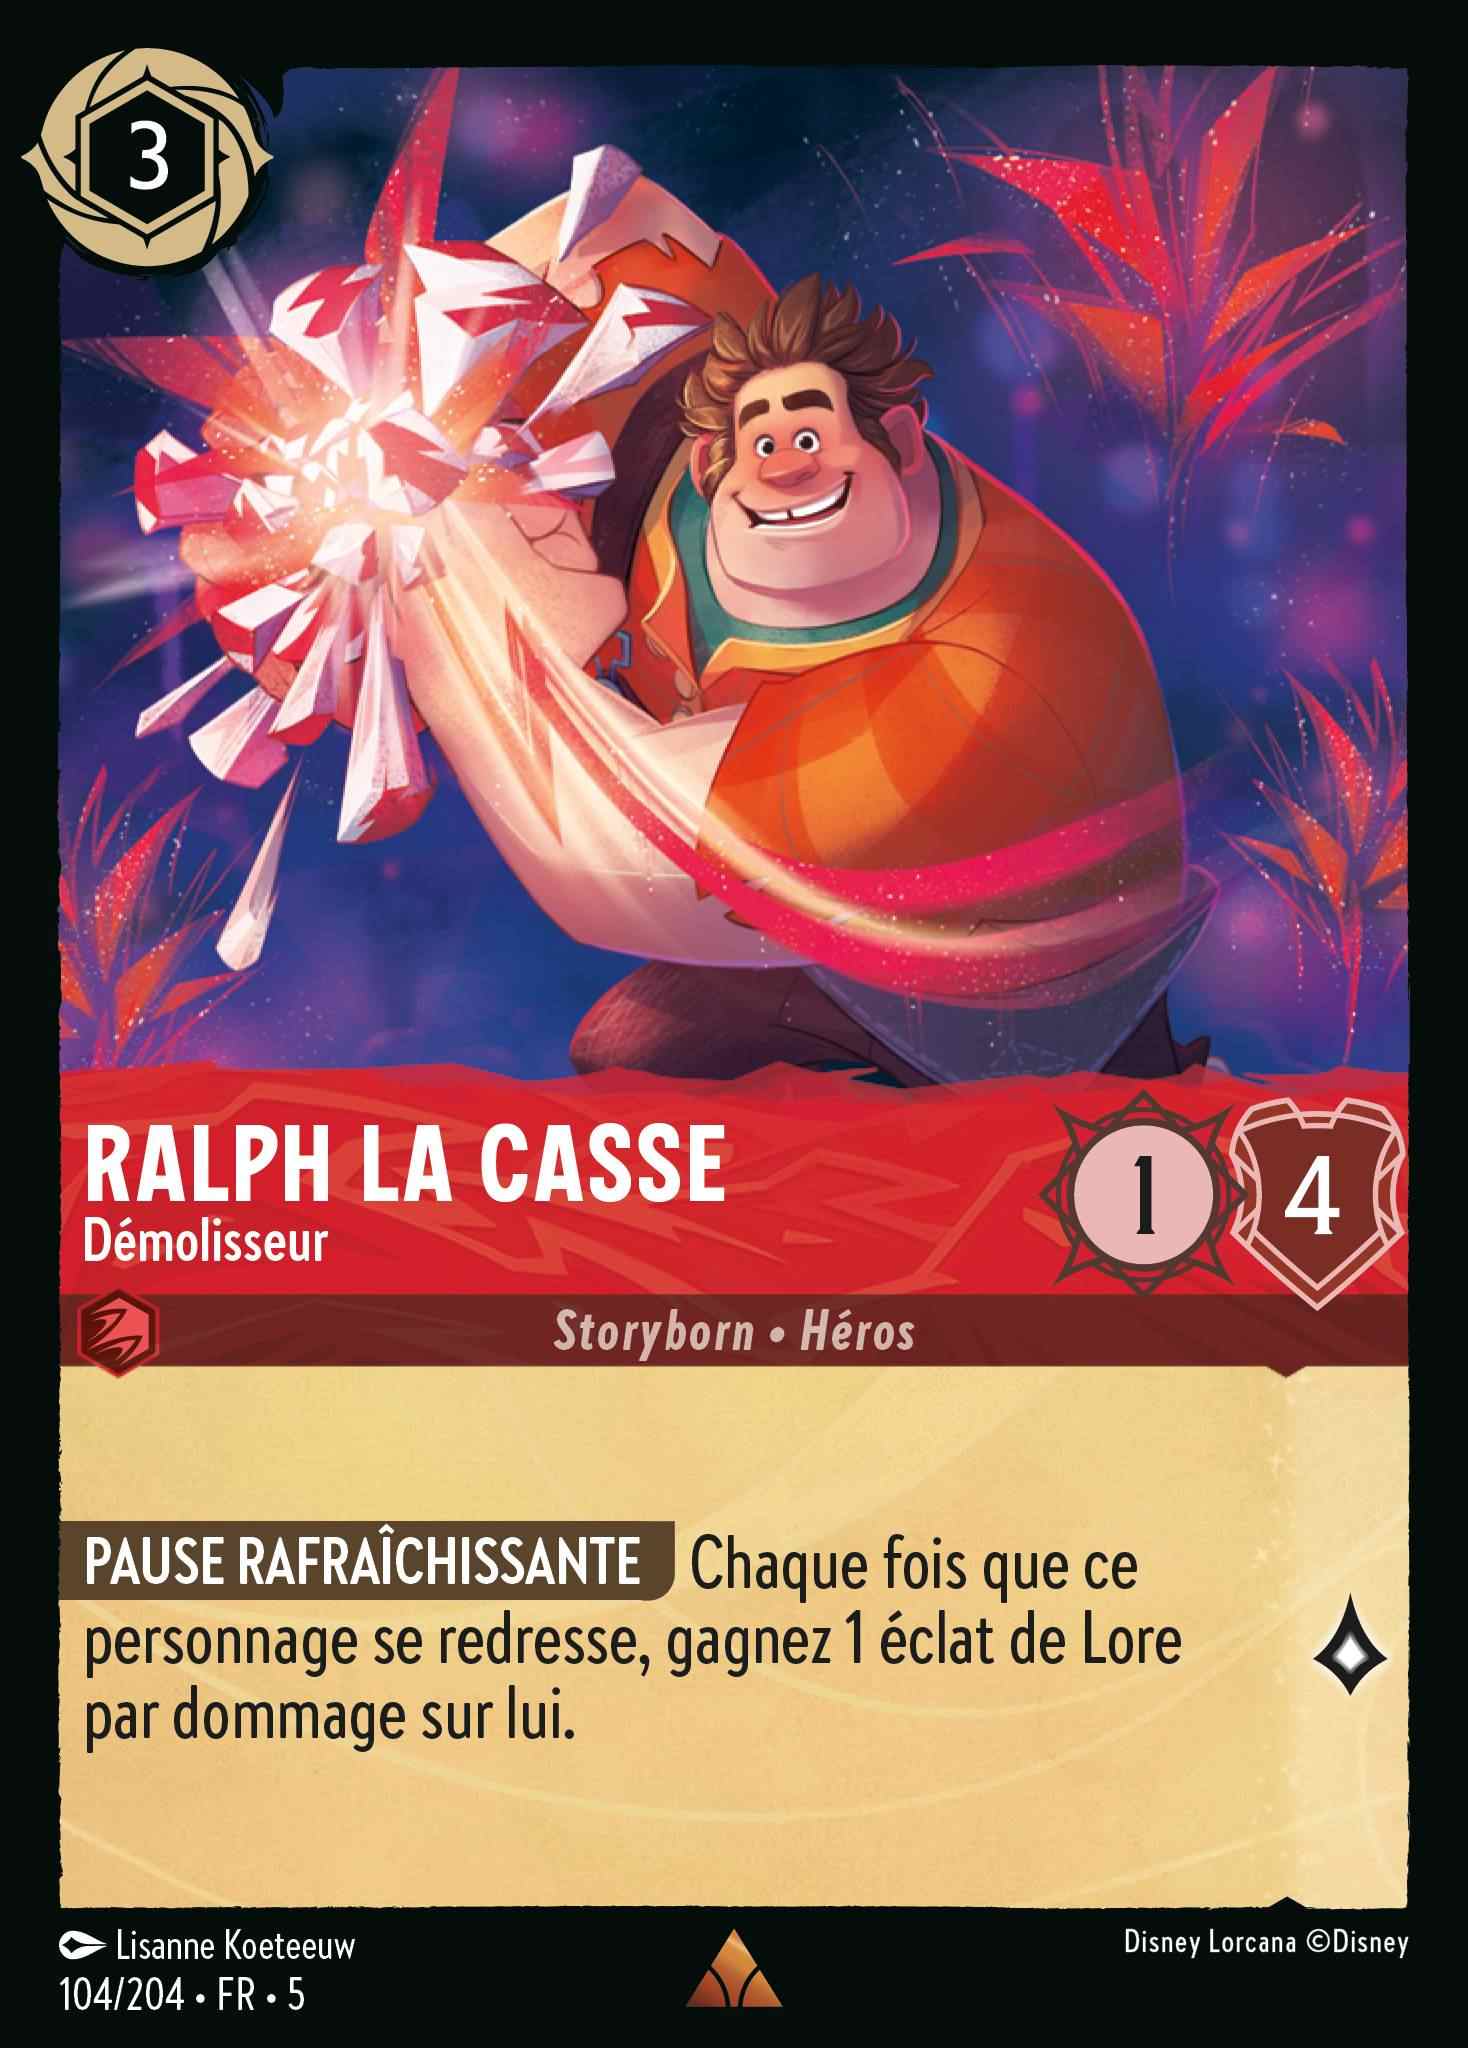 3
RALPH LA CASSE
Démolisseur
1
4
Storyborn • Héros
PAUSE RAFRAÎCHISSANTE Chaque fois que ce
personnage se redresse, gagnez 1 éclat de Lore
par dommage sur lui.
Lisanne Koeteeuw
Disney Lorcana ©Disney
104/204 • FR • 5